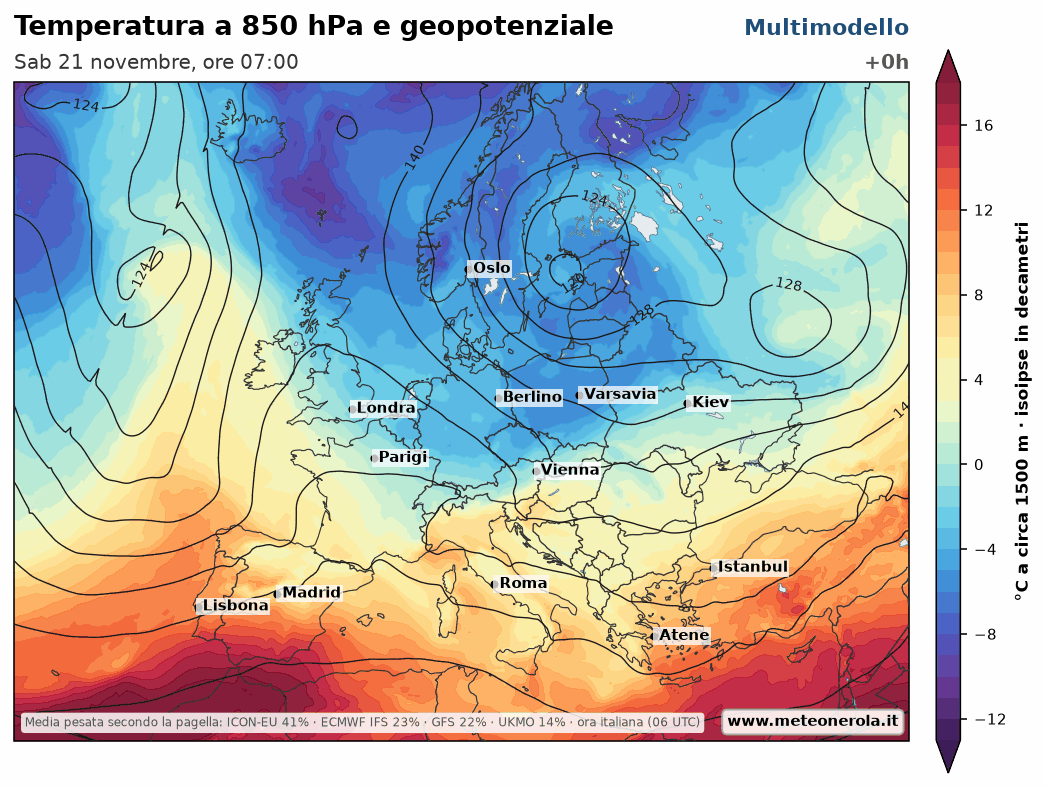 Temperatura a 850 hPa e geopotenziale
Multimodello
Sab 21 novembre, ore 07:00
+0h
124
140
124
124
128
128
Oslo
Berlino
Varsavia
Kiev
Londra
14
Parigi
Vienna
Istanbul
Madrid
Roma
Lisbona
Atene
16
12
8
4
0
−4
−8
−12
°C a circa 1500 m · isoipse in decametri
Media pesata secondo la pagella: ICON-EU 41% · ECMWF IFS 23% · GFS 22% · UKMO 14% · ora italiana (06 UTC)
www.meteonerola.it